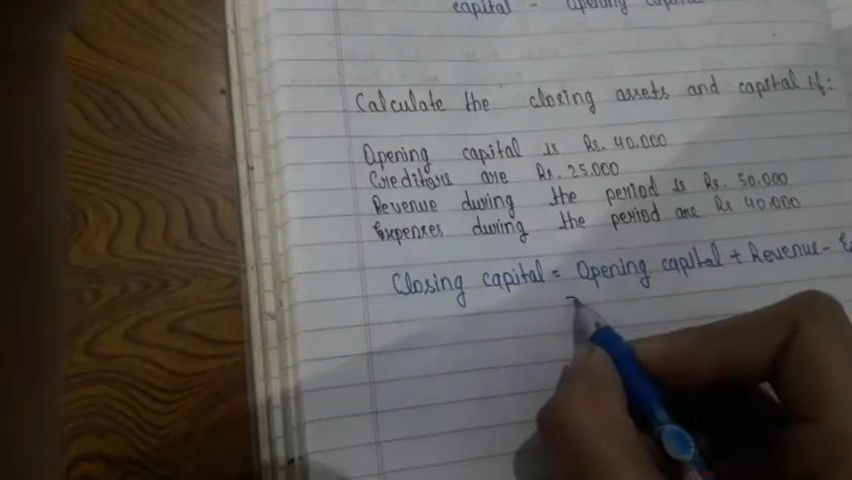 capital - opening capital
Calculate the closing assets and capital if:
Opening capital is Rs. 40.000
Creditors are Rs. 25.000
Revenue during the period is Rs. 50.000
Expenses during the period are Rs 40.000
Closing capital = Opening capital + Revenue -
=